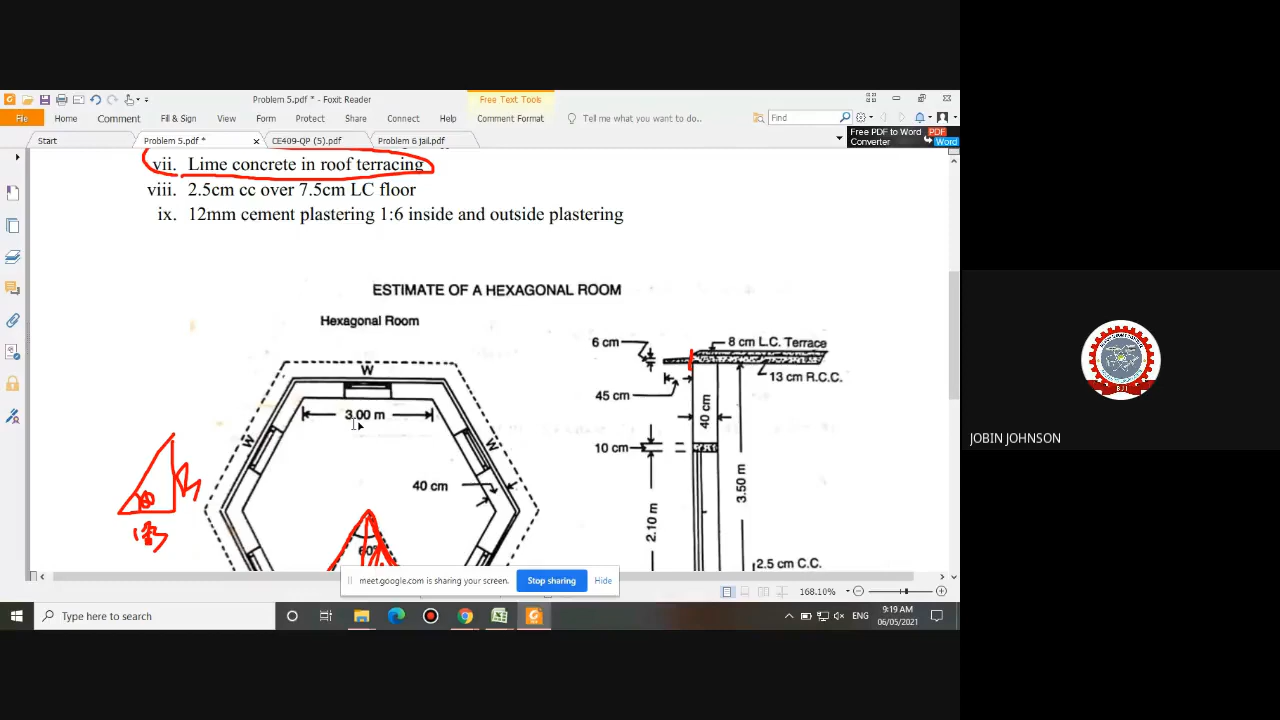 Problem 5.pdf * - Foxit Reader
Free Text Tools
File
Home
Comment
Fill & Sign
View
Form
Protect
Share
Connect
Help
Comment Format
Tell me what you want to do..
Find
Start
Problem 5.pdf *
CE409-QP (5).pdf
Problem 6 Jail.pdf
Free PDF to Word
Converter
PDF
Word
vii. Lime concrete in roof terracing
viii. 2.5cm cc over 7.5cm LC floor
ix. 12mm cement plastering 1:6 inside and outside plastering
ESTIMATE OF A HEXAGONAL ROOM
Hexagonal Room
W
W
W
3.00 m
40 cm
60°
6 cm
8 cm L.C. Terrace
13 cm R.C.C.
45 cm
40 cm
10 cm
2.10 m
3.50 m
2.5 cm C.C.
meet.google.com is sharing your screen.
Stop sharing
Hide
168.10%
Type here to search
ENG
9:19 AM
06/05/2021
BJI
JOBIN JOHNSON